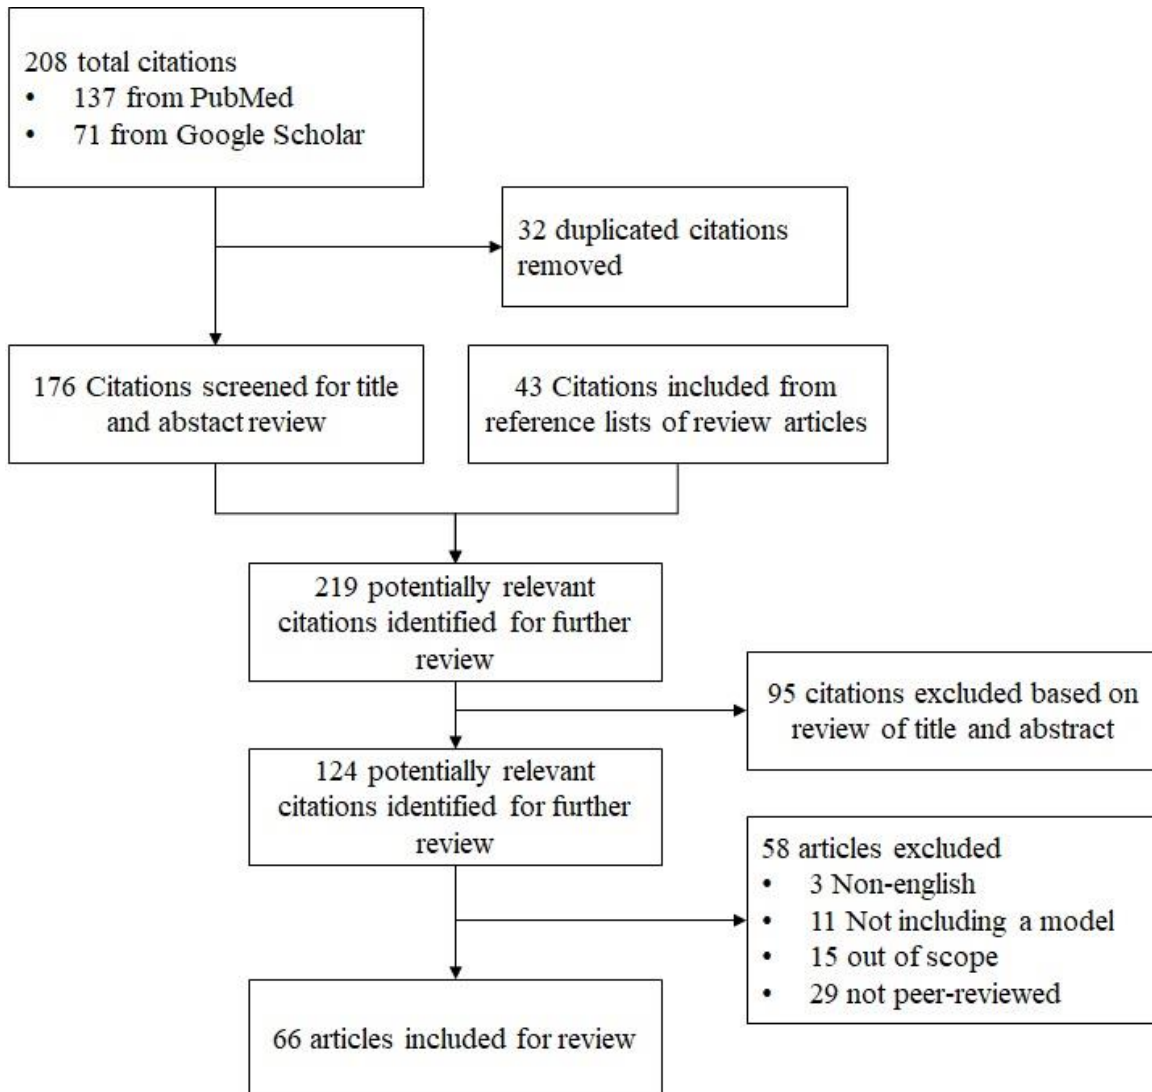 208 total citations
• 137 from PubMed
• 71 from Google Scholar
32 duplicated citations
removed
176 Citations screened for title
and abstact review
43 Citations included from
reference lists of review articles
219 potentially relevant
citations identified for further
review
95 citations excluded based on
review of title and abstract
124 potentially relevant
citations identified for further
review
58 articles excluded
• 3 Non-english
• 11 Not including a model
• 15 out of scope
• 29 not peer-reviewed
66 articles included for review